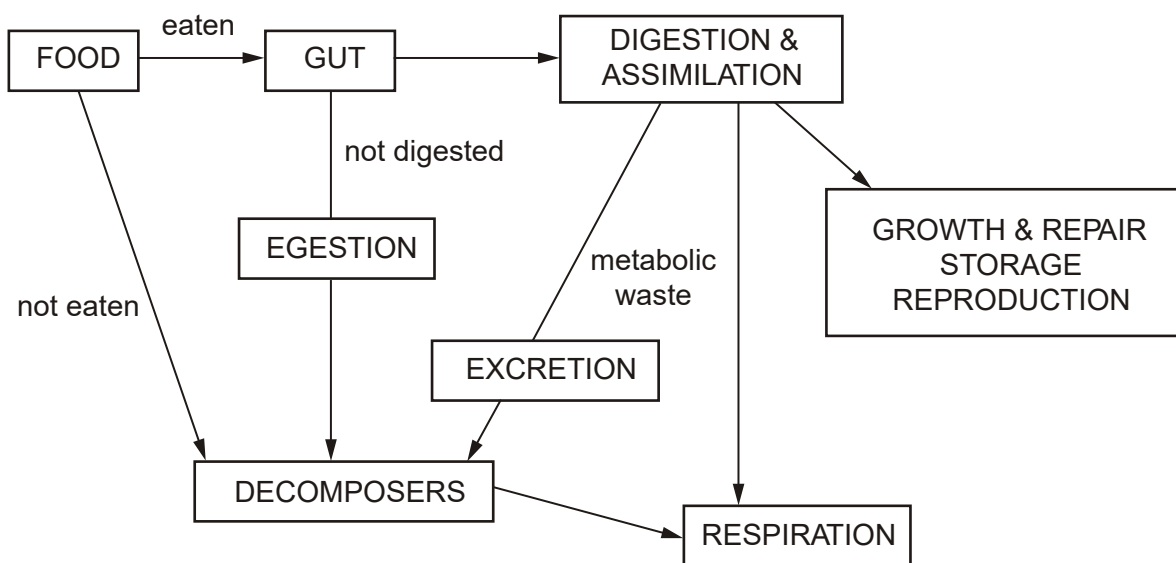 eaten
FOOD
GUT
DIGESTION &
ASSIMILATION
not digested
EGESTION
metabolic
waste
GROWTH & REPAIR
STORAGE
REPRODUCTION
not eaten
EXCRETION
DECOMPOSERS
RESPIRATION